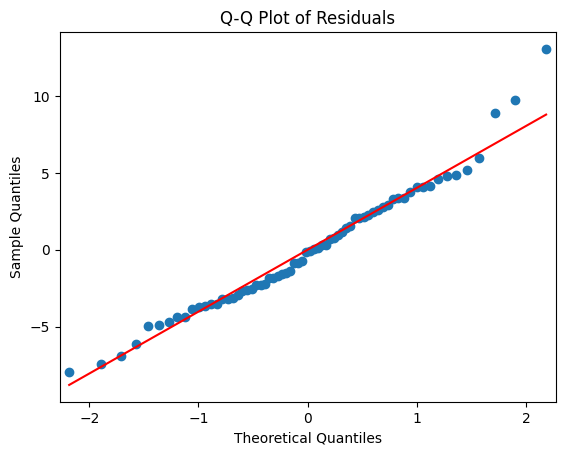 Q-Q Plot of Residuals
10
5
0
−5
Sample Quantiles
−2 −1 0 1 2
Theoretical Quantiles